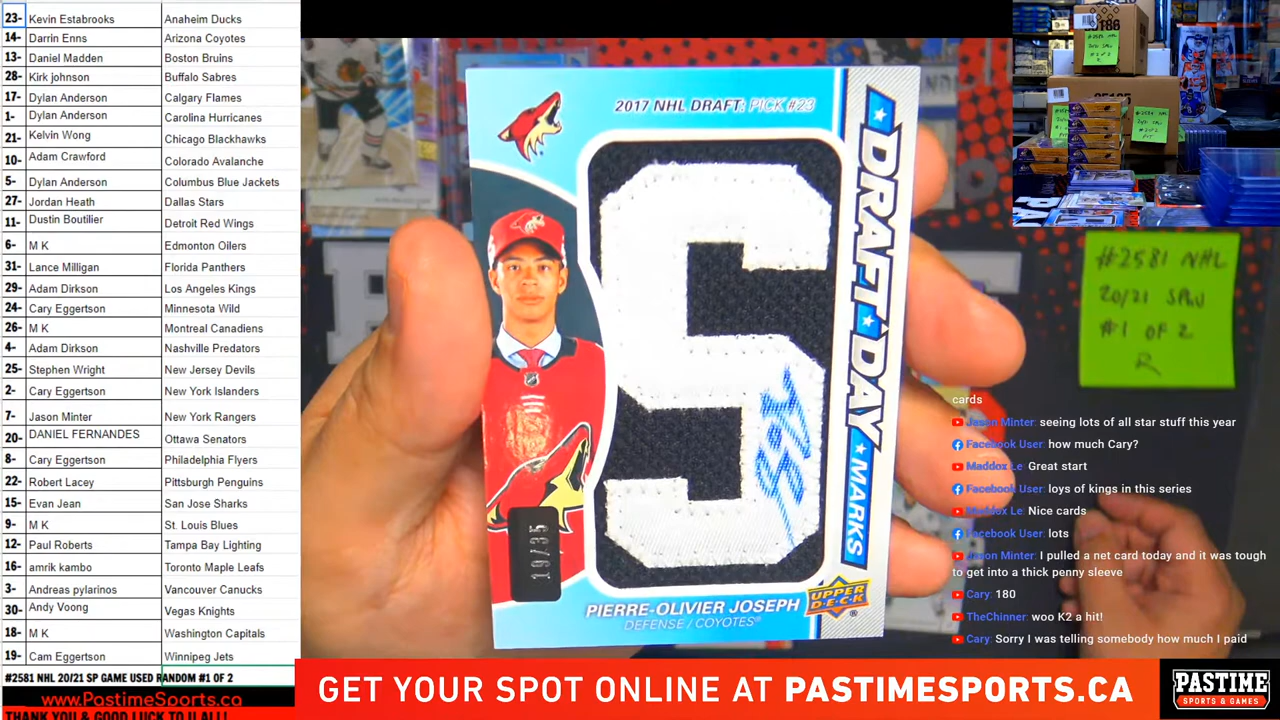 23- Kevin Estabrooks Anaheim Ducks
14- Darrin Enns Arizona Coyotes
13- Daniel Madden Boston Bruins
28- Kirk johnson Buffalo Sabres
17- Dylan Anderson Calgary Flames
1- Dylan Anderson Carolina Hurricanes
21- Kelvin Wong Chicago Blackhawks
10- Adam Crawford Colorado Avalanche
5- Dylan Anderson Columbus Blue Jackets
27- Jordan Heath Dallas Stars
11- Dustin Boutilier Detroit Red Wings
6- M K Edmonton Oilers
31- Lance Milligan Florida Panthers
29- Adam Dirkson Los Angeles Kings
24- Cary Eggertson Minnesota Wild
26- M K Montreal Canadiens
4- Adam Dirkson Nashville Predators
25- Stephen Wright New Jersey Devils
2- Cary Eggertson New York Islanders
7- Jason Minter New York Rangers
20- DANIEL FERNANDES Ottawa Senators
8- Cary Eggertson Philadelphia Flyers
22- Robert Lacey Pittsburgh Penguins
15- Evan Jean San Jose Sharks
9- M K St. Louis Blues
12- Paul Roberts Tampa Bay Lighting
16- amrik kambo Toronto Maple Leafs
3- Andreas pylarinos Vancouver Canucks
30- Andy Voong Vegas Knights
18- M K Washington Capitals
19- Cam Eggertson Winnipeg Jets
#2581 NHL 20/21 SP GAME USED RANDOM #1 OF 2
www.PastimeSports.ca
THANK YOU & GOOD LUCK TO U ALL!
2017 NHL DRAFT: PICK #23
DRAFT DAY MARKS
S
19/35
PIERRE-OLIVIER JOSEPH
DEFENSE / COYOTES
UPPER DECK
#2581 NHL
20/21 SPGU
#1 OF 2
R
cards
Jason Minter: seeing lots of all star stuff this year
Facebook User: how much Cary?
Maddox Le: Great start
Facebook User: loys of kings in this series
Maddox Le: Nice cards
Facebook User: lots
Jason Minter: I pulled a net card today and it was tough
to get into a thick penny sleeve
Cary: 180
TheChinner: woo K2 a hit!
Cary: Sorry I was telling somebody how much I paid
GET YOUR SPOT ONLINE AT PASTIMESPORTS.CA
PASTIME
SPORTS & GAMES